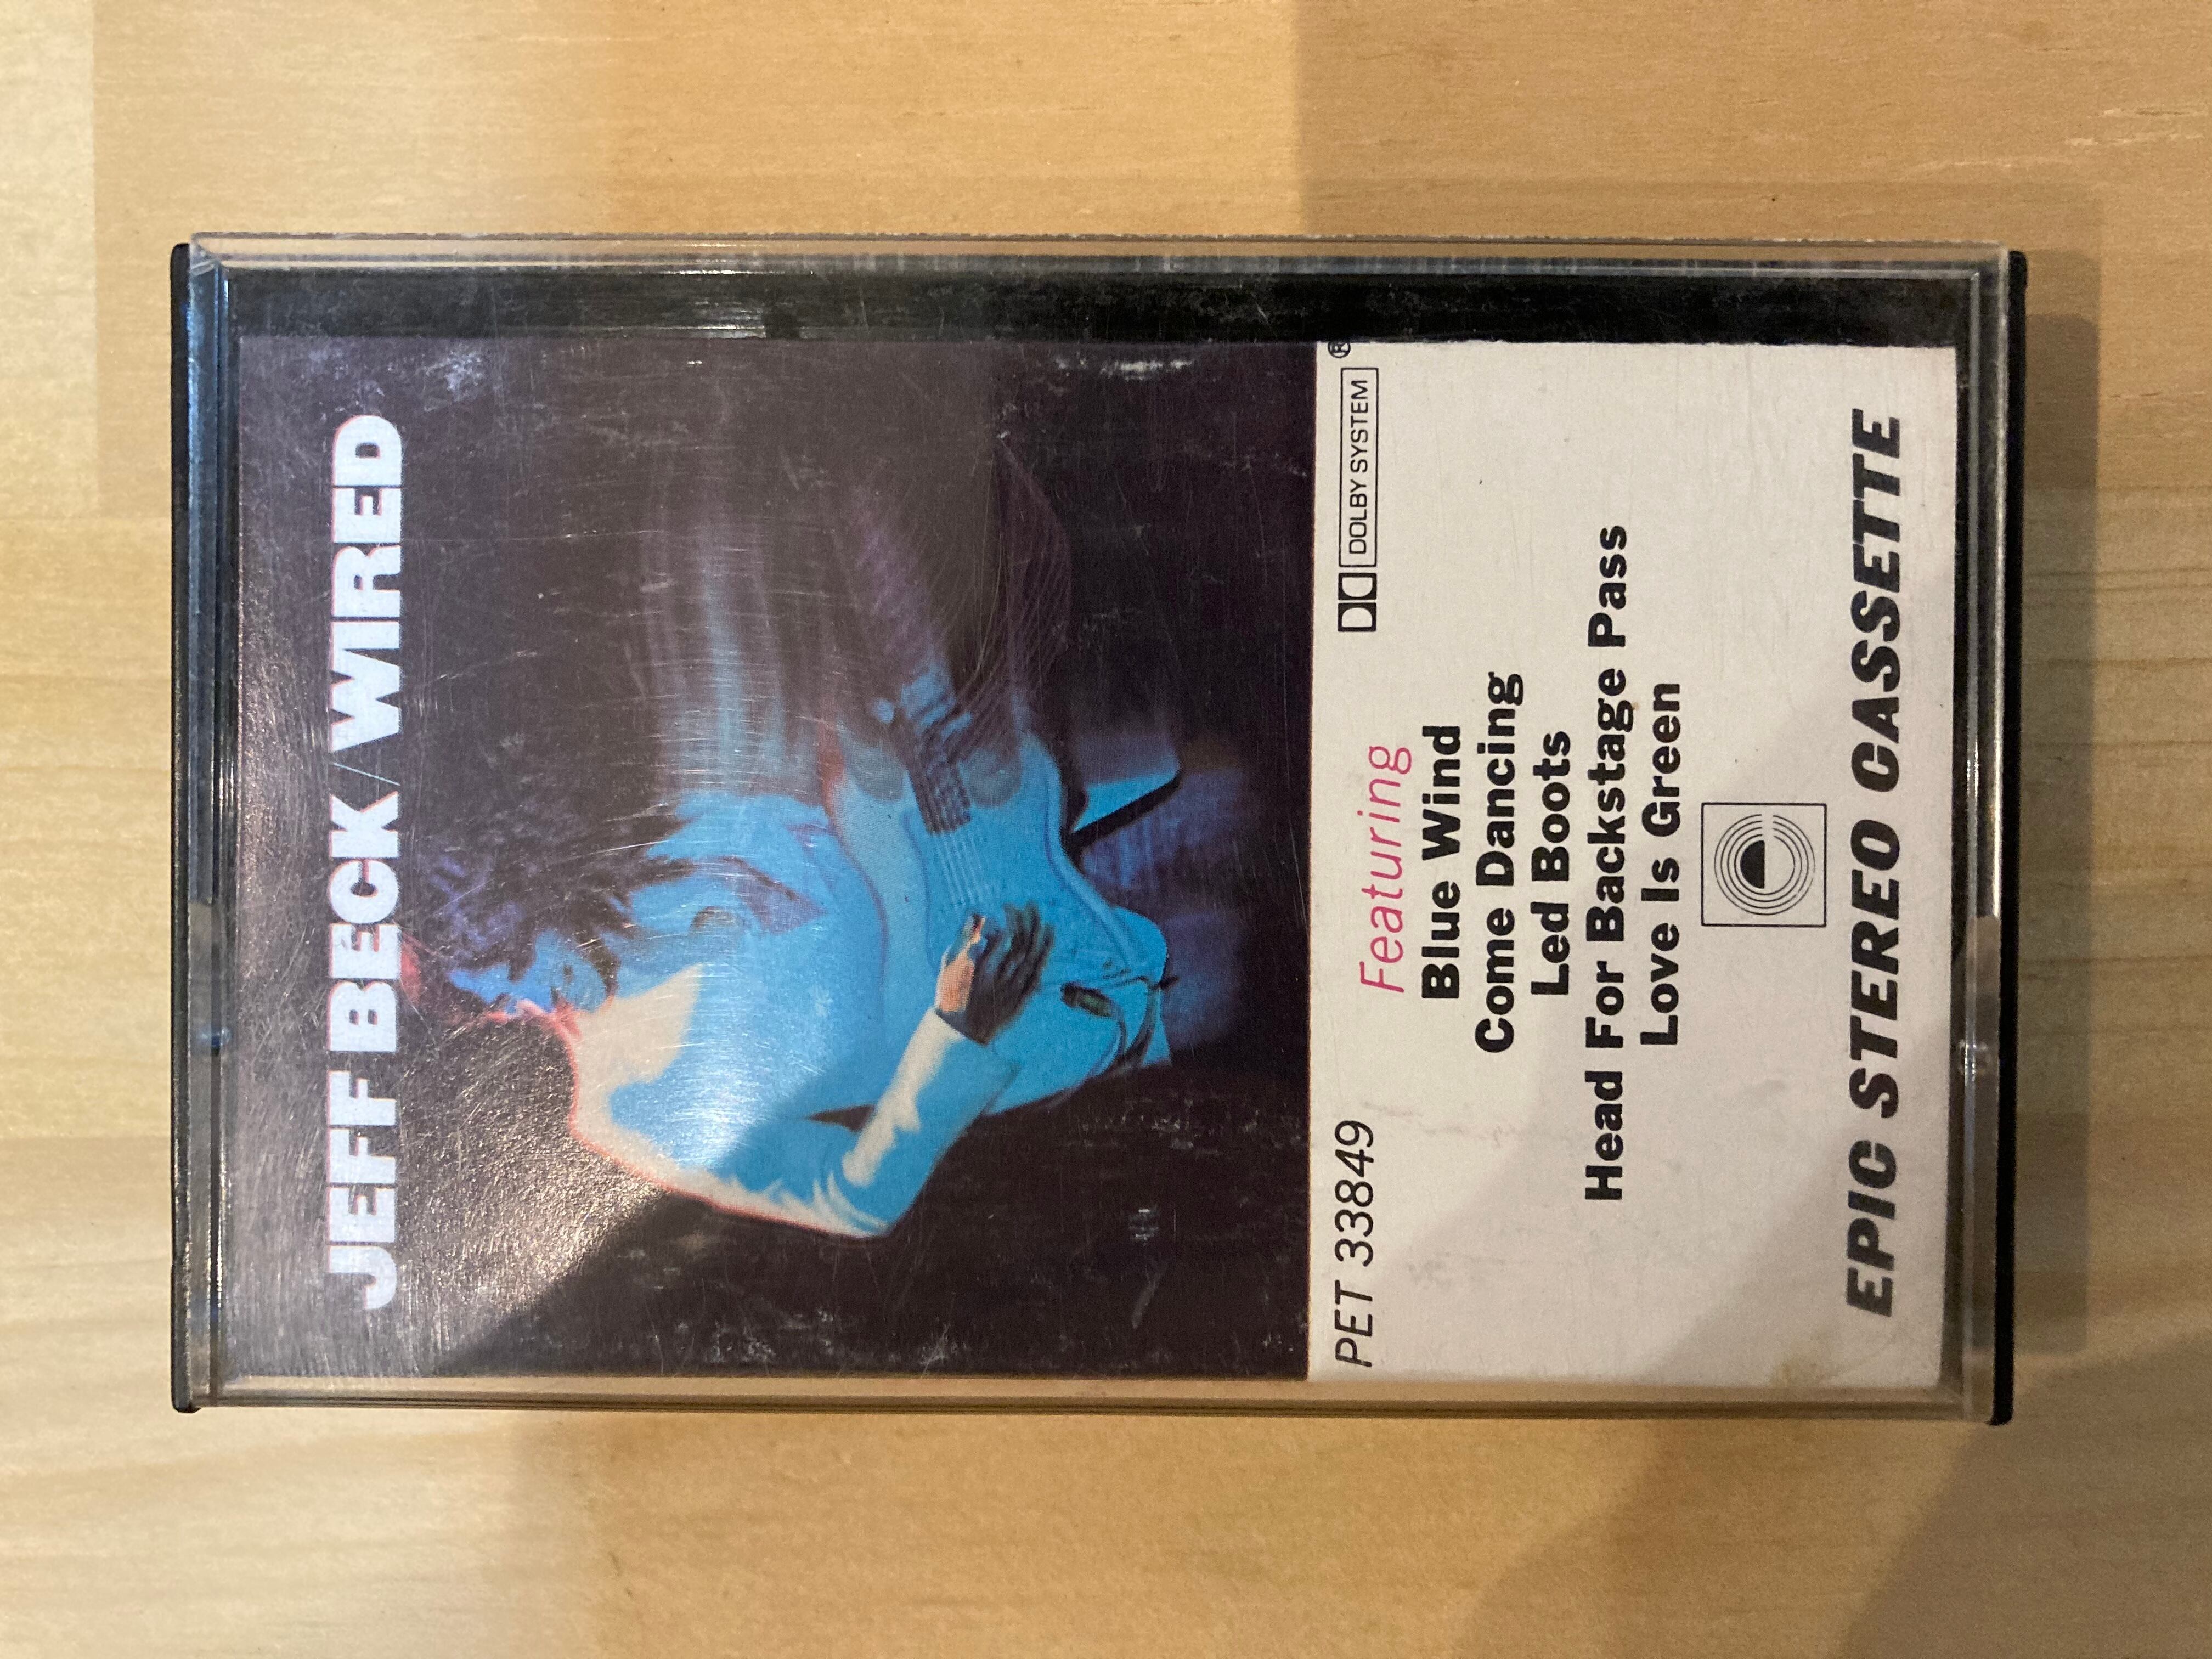 JEFF BECK/WIRED
PET 33849
DOLBY SYSTEM ®
Featuring
Blue Wind
Come Dancing
Led Boots
Head For Backstage Pass
Love Is Green
EPIC STEREO CASSETTE